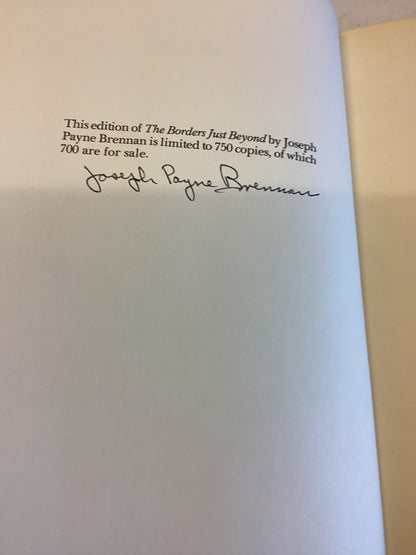 This edition of The Borders Just Beyond by Joseph
Payne Brennan is limited to 750 copies, of which
700 are for sale.
Joseph Payne Brennan